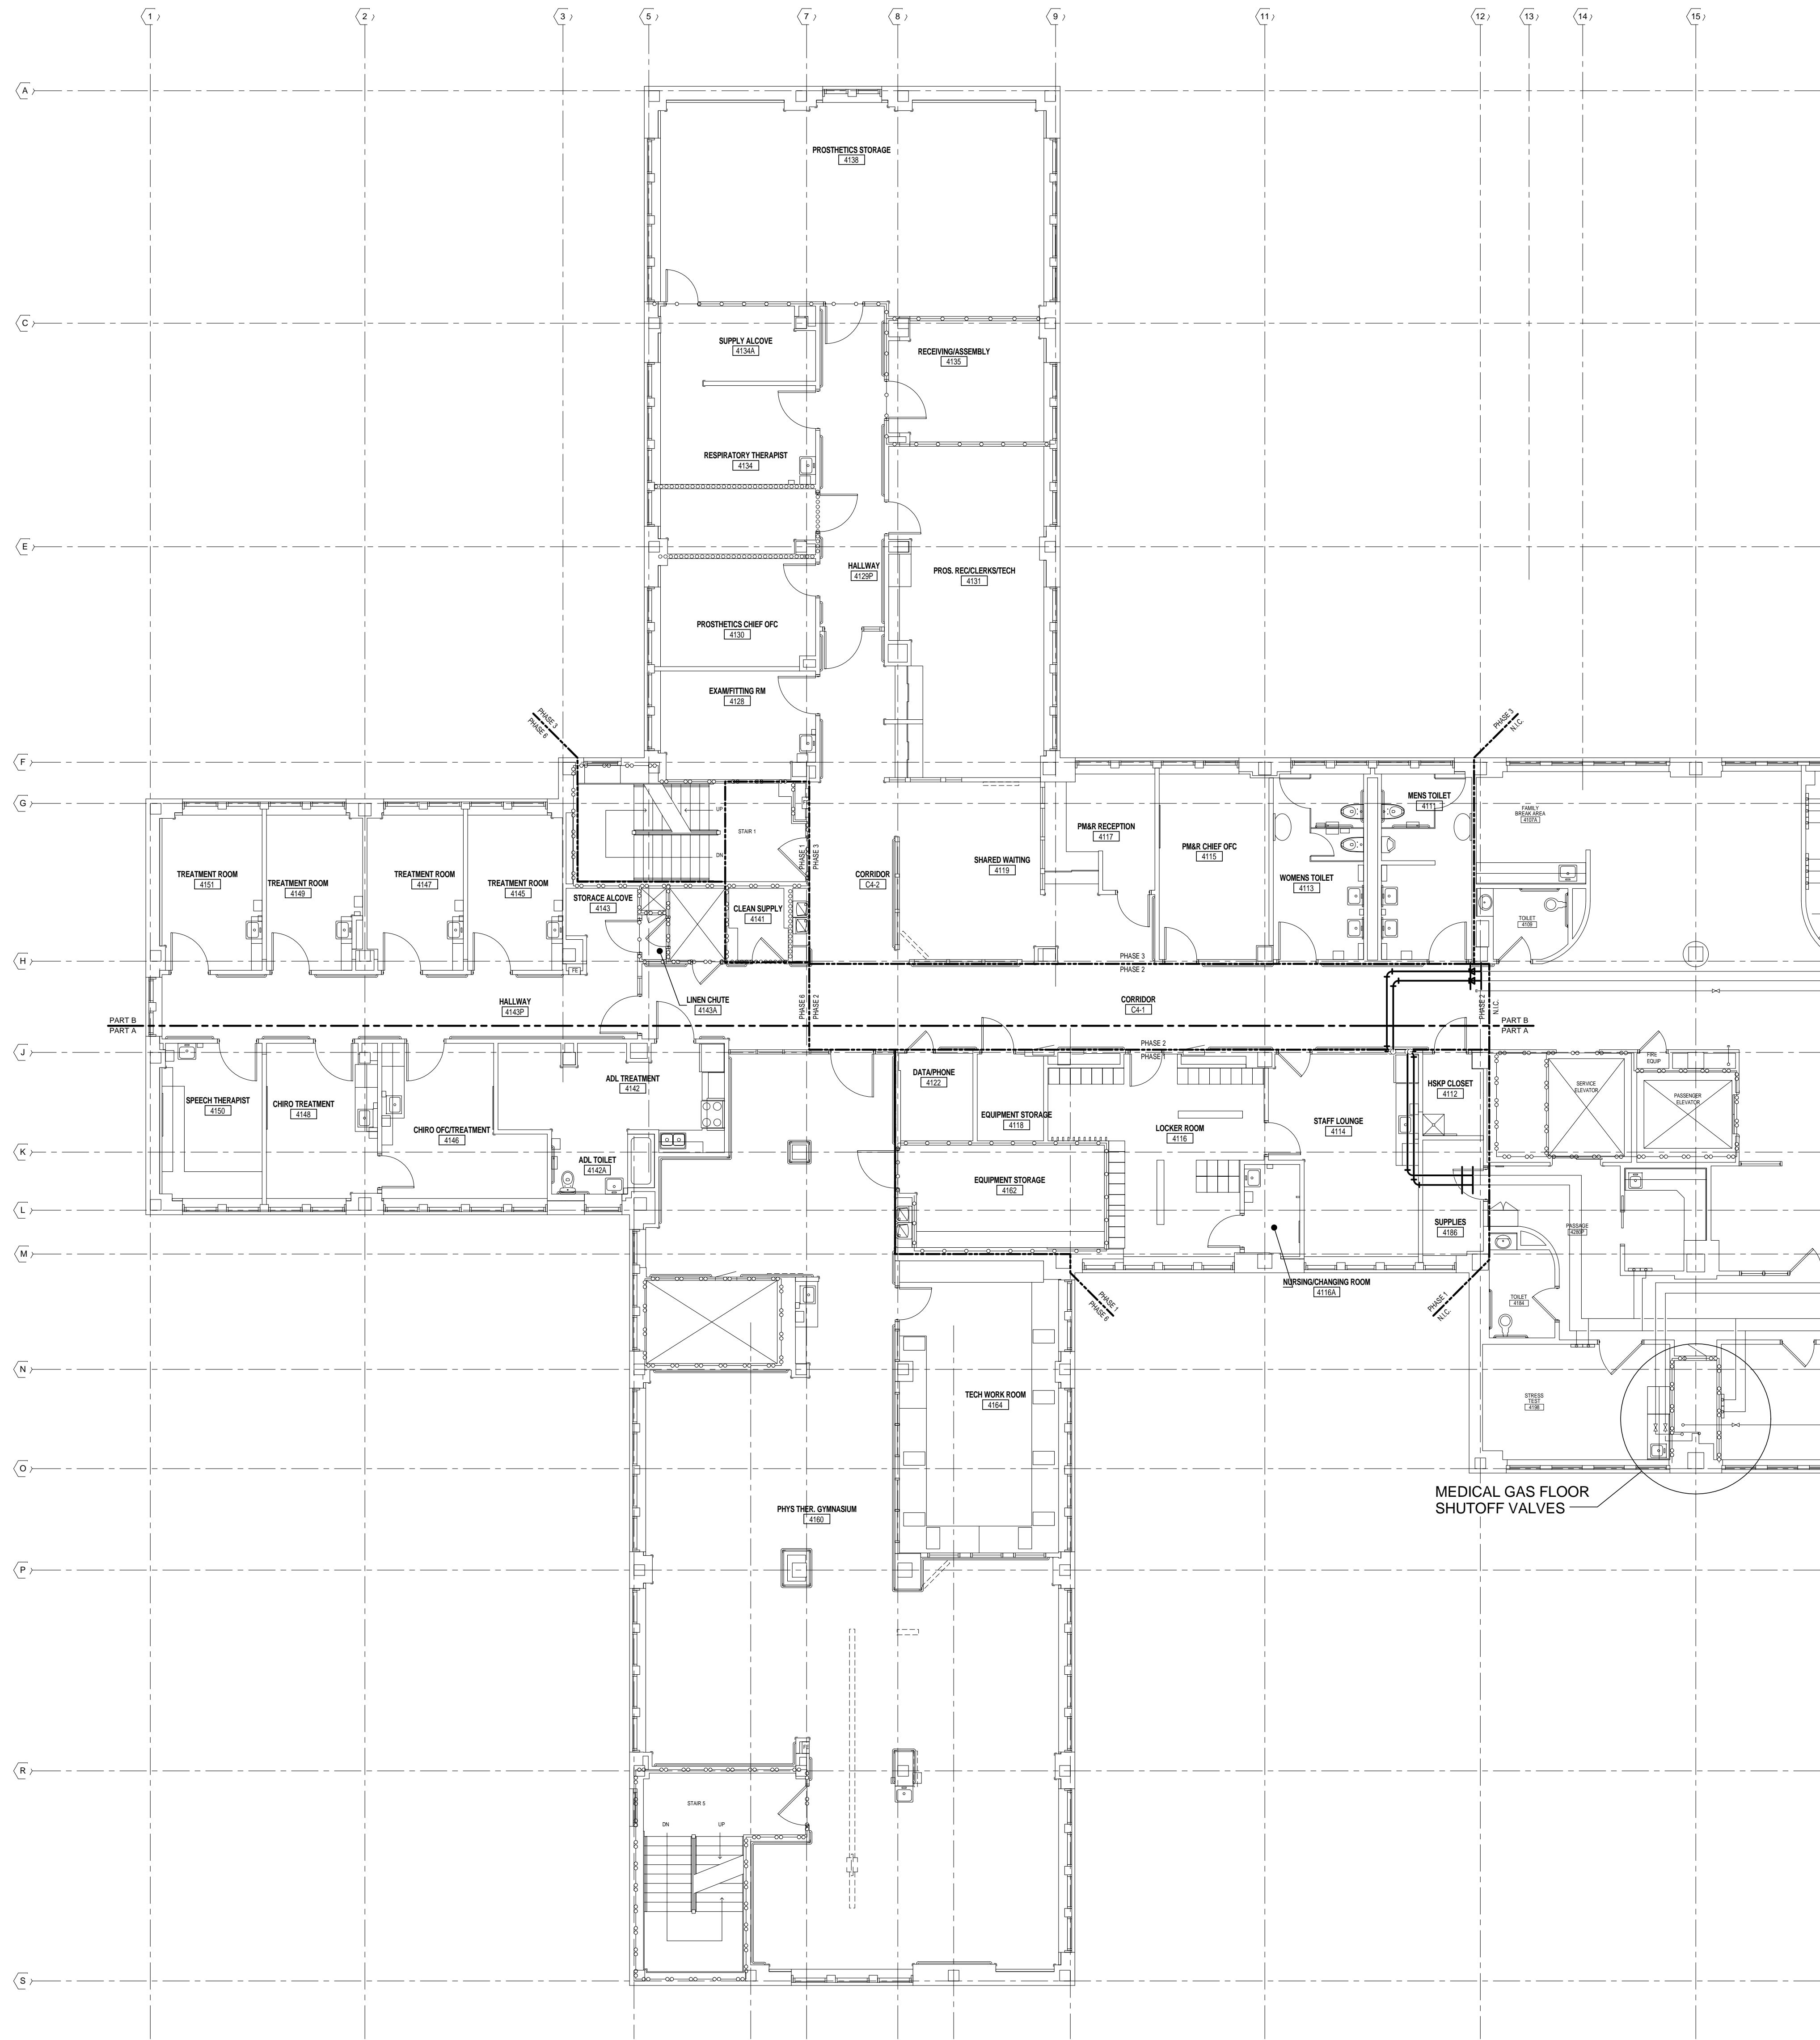 1 2 3 5 7 8 9 11 12 13 14 15
A
PROSTHETICS STORAGE
4138
C
SUPPLY ALCOVE
4134A
RECEIVING/ASSEMBLY
4135
RESPIRATORY THERAPIST
4134
E
HALLWAY
4129P
PROS. REC/CLERKS/TECH
4131
PROSTHETICS CHIEF OFC
4130
EXAM/FITTING RM
4128
PHASE 3
PHASE 6
PHASE 3
N.I.C.
F
G
UP
STAIR 1
DN
PHASE 1
PHASE 3
MENS TOILET
4111
FAMILY
BREAK AREA
4107A
PM&R RECEPTION
4117
PM&R CHIEF OFC
4115
SHARED WAITING
4119
CORRIDOR
C4-2
WOMENS TOILET
4113
TREATMENT ROOM
4151
TREATMENT ROOM
4149
TREATMENT ROOM
4147
TREATMENT ROOM
4145
STORAGE ALCOVE
4143
CLEAN SUPPLY
4141
TOILET
4109
H
FE
PHASE 3
PHASE 2
HALLWAY
4143P
LINEN CHUTE
4143A
PHASE 6
PHASE 2
CORRIDOR
C4-1
PHASE 2
N.I.C.
PART B
PART A
PART B
PART A
J
PHASE 2
PHASE 1
FIRE
EQUIP
ADL TREATMENT
4142
DATA/PHONE
4122
HSKP CLOSET
4112
SERVICE
ELEVATOR
PASSENGER
ELEVATOR
SPEECH THERAPIST
4150
CHIRO TREATMENT
4148
CHIRO OFC/TREATMENT
4146
EQUIPMENT STORAGE
4118
LOCKER ROOM
4116
STAFF LOUNGE
4114
K
ADL TOILET
4142A
EQUIPMENT STORAGE
4162
L
SUPPLIES
4186
PASSAGE
4280P
M
NURSING/CHANGING ROOM
4116A
PHASE 1
PHASE 6
PHASE 1
N.I.C.
TOILET
4184
N
TECH WORK ROOM
4164
STRESS
TEST
4198
O
MEDICAL GAS FLOOR
SHUTOFF VALVES
PHYS THER. GYMNASIUM
4160
P
R
STAIR 5
DN
UP
S